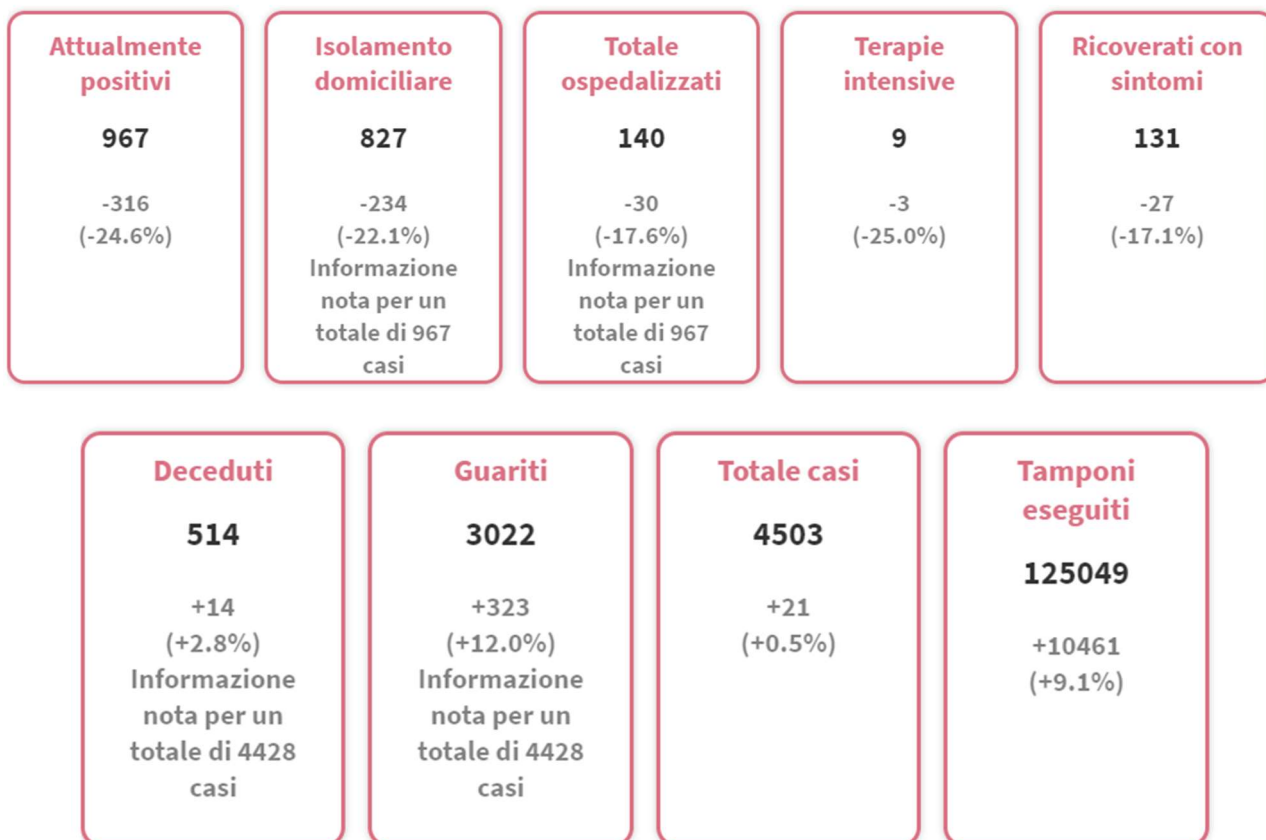 Attualmente
positivi
967
-316
(-24.6%)
Isolamento
domiciliare
827
-234
(-22.1%)
Informazione
nota per un
totale di 967
casi
Totale
ospedalizzati
140
-30
(-17.6%)
Informazione
nota per un
totale di 967
casi
Terapie
intensive
9
-3
(-25.0%)
Ricoverati con
sintomi
131
-27
(-17.1%)
Deceduti
514
+14
(+2.8%)
Informazione
nota per un
totale di 4428
casi
Guariti
3022
+323
(+12.0%)
Informazione
nota per un
totale di 4428
casi
Totale casi
4503
+21
(+0.5%)
Tamponi
eseguiti
125049
+10461
(+9.1%)